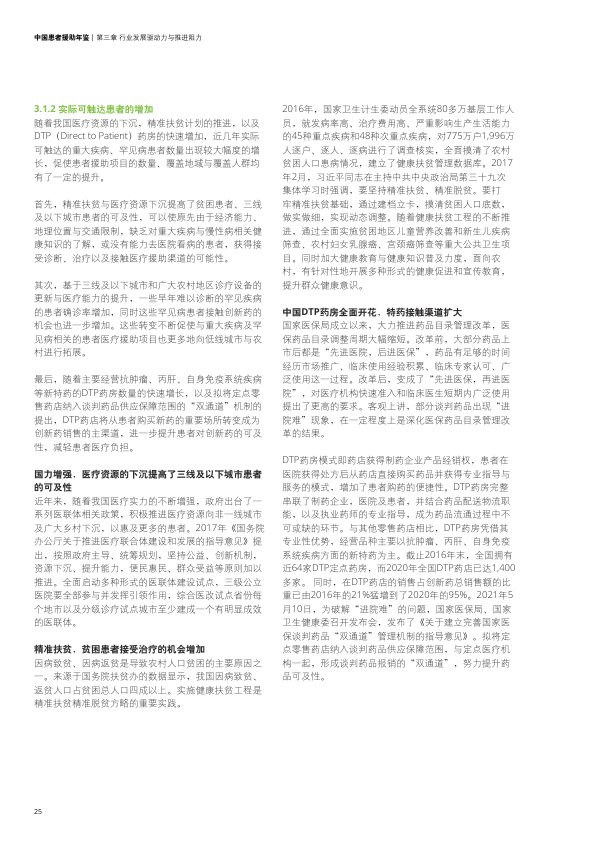 中国患者援助年鉴 | 第三章 行业发展驱动力与推进阻力
3.1.2 实际可触达患者的增加
随着我国医疗资源的下沉，精准扶贫计划的推进，以及
DTP（Direct to Patient）药房的快速增加，近几年实际
可触达的重大疾病、罕见病患者数量出现较大幅度的增
长，促使患者援助项目的数量、覆盖地域与覆盖人群均
有了一定的提升。
首先，精准扶贫与医疗资源下沉提高了贫困患者、三线
及以下城市患者的可及性，可以使原先由于经济能力、
地理位置与交通限制，缺乏对重大疾病与慢性病相关健
康知识的了解，或没有能力去医院看病的患者，获得接
受诊断、治疗以及接触医疗援助渠道的可能性。
其次，基于三线及以下城市和广大农村地区诊疗设备的
更新与医疗能力的提升，一些早年难以诊断的罕见疾病
的患者确诊率增加，同时这些罕见病患者接触创新药的
机会也进一步增加。这些转变不断促使与重大疾病及罕
见病相关的患者医疗援助项目也更多地向低线城市与农
村进行拓展。
最后，随着主要经营抗肿瘤、丙肝、自身免疫系统疾病
等新特药的DTP药房数量的快速增长，以及拟将定点零
售药店纳入谈判药品供应保障范围的“双通道”机制的
提出，DTP药店将从患者购买新药的重要场所转变成为
创新药销售的主渠道，进一步提升患者对创新药的可及
性，减轻患者医疗负担。
国力增强，医疗资源的下沉提高了三线及以下城市患者
的可及性
近年来，随着我国医疗实力的不断增强，政府出台了一
系列医联体相关政策，积极推进医疗资源向非一线城市
及广大乡村下沉，以惠及更多的患者。2017年《国务院
办公厅关于推进医疗联合体建设和发展的指导意见》提
出，按照政府主导、统筹规划，坚持公益、创新机制，
资源下沉、提升能力，便民惠民、群众受益等原则加以
推进。全面启动多种形式的医联体建设试点，三级公立
医院要全部参与并发挥引领作用，综合医改试点省份每
个地市以及分级诊疗试点城市至少建成一个有明显成效
的医联体。
精准扶贫，贫困患者接受治疗的机会增加
因病致贫、因病返贫是导致农村人口贫困的主要原因之
一。来源于国务院扶贫办的数据显示，我国因病致贫、
返贫人口占贫困总人口四成以上。实施健康扶贫工程是
精准扶贫精准脱贫方略的重要实践。
2016年，国家卫生计生委动员全系统80多万基层工作人
员，就发病率高、治疗费用高、严重影响生产生活能力
的45种重点疾病和48种次重点疾病，对775万户1,996万
人逐户、逐人、逐病进行了调查核实，全面摸清了农村
贫困人口患病情况，建立了健康扶贫管理数据库。2017
年2月，习近平同志在主持中共中央政治局第三十九次
集体学习时强调，要坚持精准扶贫、精准脱贫。要打
牢精准扶贫基础，通过建档立卡，摸清贫困人口底数，
做实做细，实现动态调整。随着健康扶贫工程的不断推
进，通过全面实施贫困地区儿童营养改善和新生儿疾病
筛查、农村妇女乳腺癌、宫颈癌筛查等重大公共卫生项
目。同时加大健康教育与健康知识普及力度，面向农
村，有针对性地开展多种形式的健康促进和宣传教育，
提升群众健康意识。
中国DTP药房全面开花，特药接触渠道扩大
国家医保局成立以来，大力推进药品目录管理改革，医
保药品目录调整周期大幅缩短。改革前，大部分药品上
市后都是“先进医院，后进医保”，药品有足够的时间
经历市场推广、临床使用经验积累、临床专家认可、广
泛使用这一过程。改革后，变成了“先进医保，再进医
院”，对医疗机构快速准入和临床医生短期内广泛使用
提出了更高的要求。客观上讲，部分谈判药品出现“进
院难”现象，在一定程度上是深化医保药品目录管理改
革的结果。
DTP药房模式即药店获得制药企业产品经销权，患者在
医院获得处方后从药店直接购买药品并获得专业指导与
服务的模式，增加了患者购药的便捷性。DTP药房完整
串联了制药企业，医院及患者，并结合药品配送物流职
能，以及执业药师的专业指导，成为药品流通过程中不
可或缺的环节。与其他零售药店相比，DTP药房凭借其
专业性优势，经营品种主要以抗肿瘤、丙肝、自身免疫
系统疾病方面的新特药为主。截止2016年末，全国拥有
近64家DTP定点药房，而2020年全国DTP药店已达1,400
多家。 同时，在DTP药店的销售占创新药总销售额的比
重已由2016年的21%猛增到了2020年的95%。2021年5
月10日，为破解“进院难”的问题，国家医保局、国家
卫生健康委召开发布会，发布了《关于建立完善国家医
保谈判药品“双通道”管理机制的指导意见》。拟将定
点零售药店纳入谈判药品供应保障范围，与定点医疗机
构一起，形成谈判药品报销的“双通道”，努力提升药
品可及性。
25